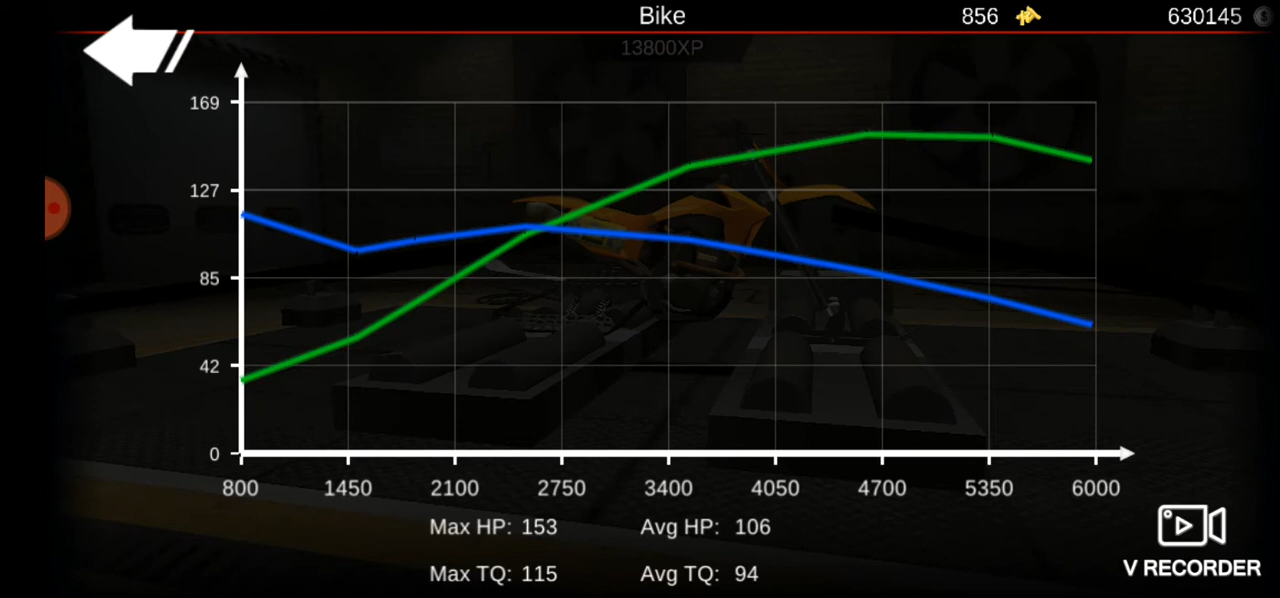 Bike 856 630145
13800XP
169
127
85
42
0
800 1450 2100 2750 3400 4050 4700 5350 6000
Max HP: 153 Avg HP: 106
Max TQ: 115 Avg TQ: 94
V RECORDER